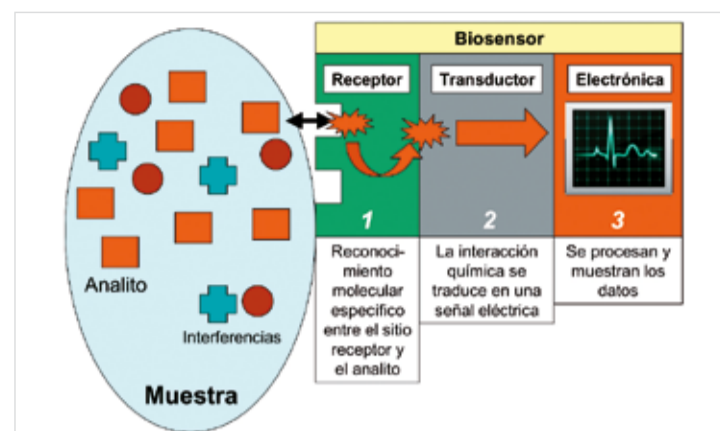 Biosensor
Receptor
Transductor
Electrónica
1
2
3
Reconoci-
miento
molecular
específico
entre el sitio
receptor y
el analito
La interacción
química se
traduce en una
señal eléctrica
Se procesan y
muestran los
datos
Analito
Interferencias
Muestra